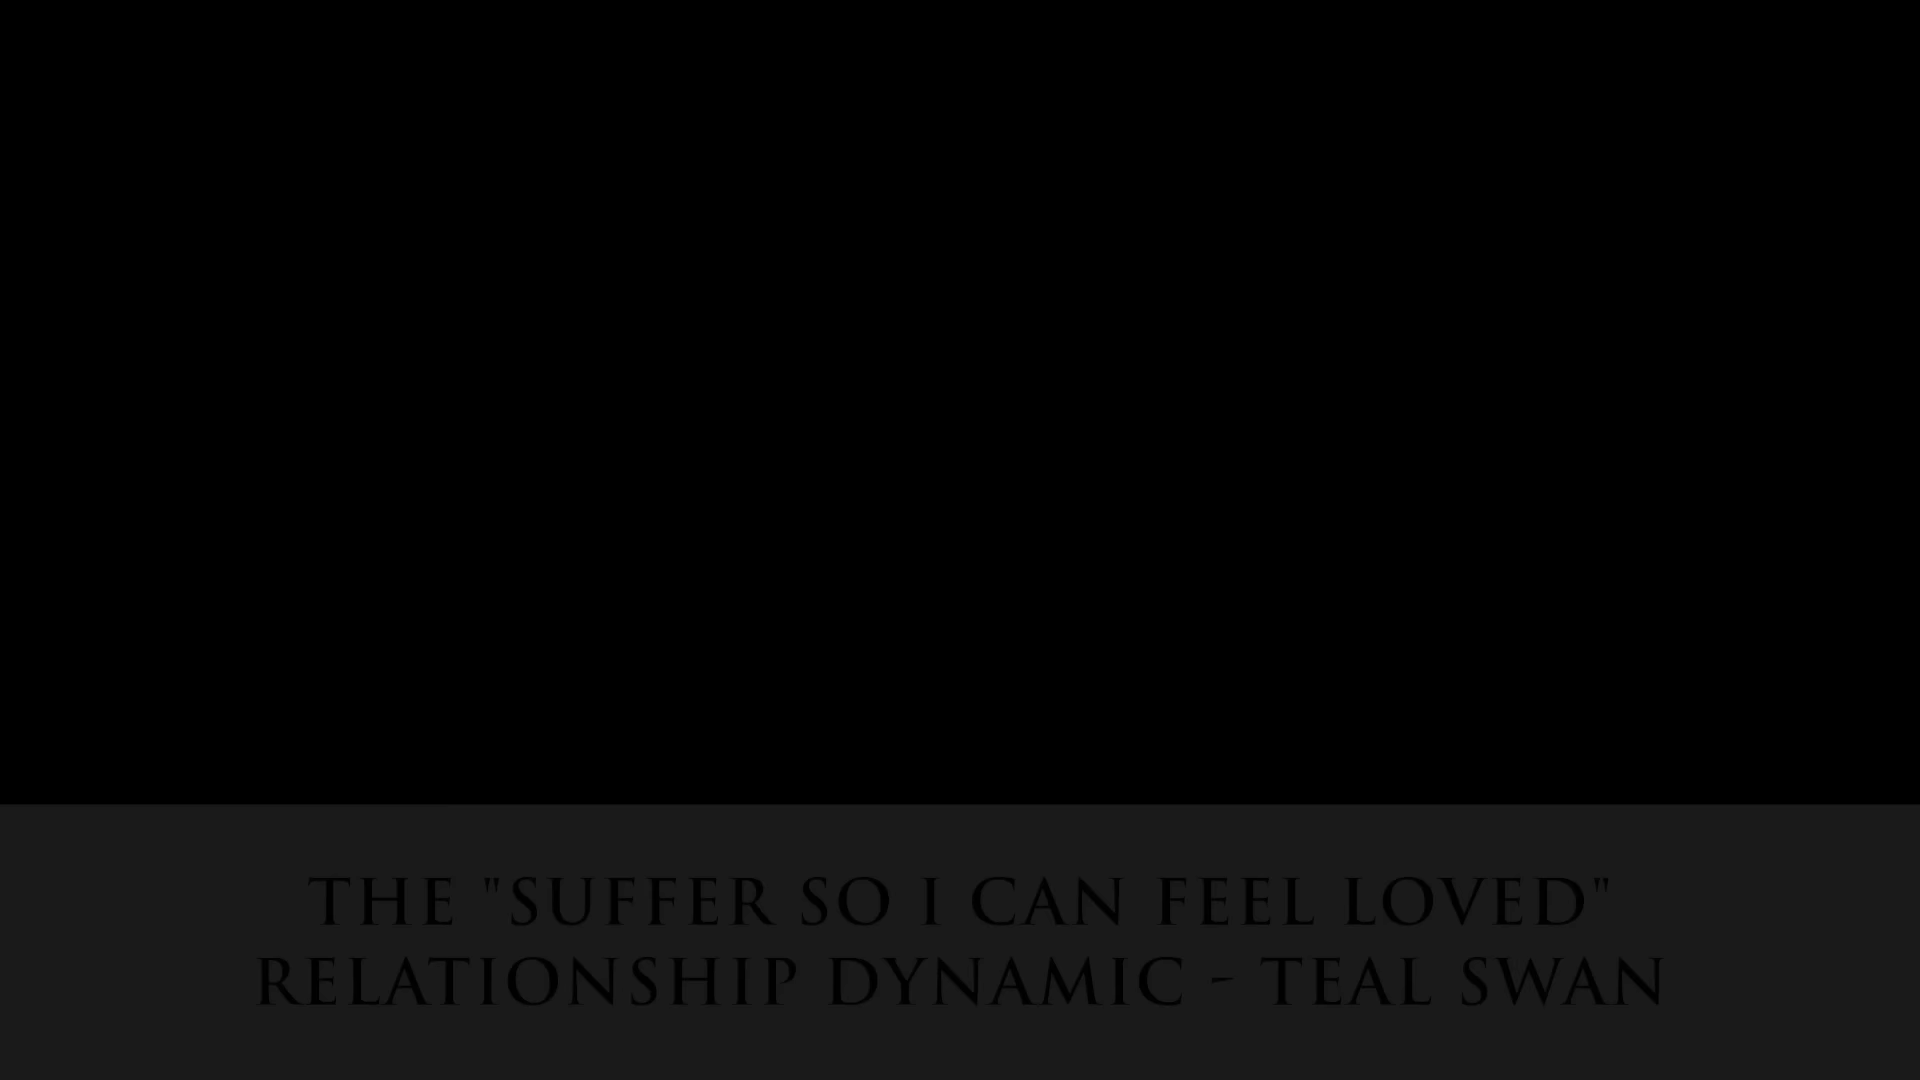 THE "SUFFER SO I CAN FEEL LOVED"
RELATIONSHIP DYNAMIC - TEAL SWAN